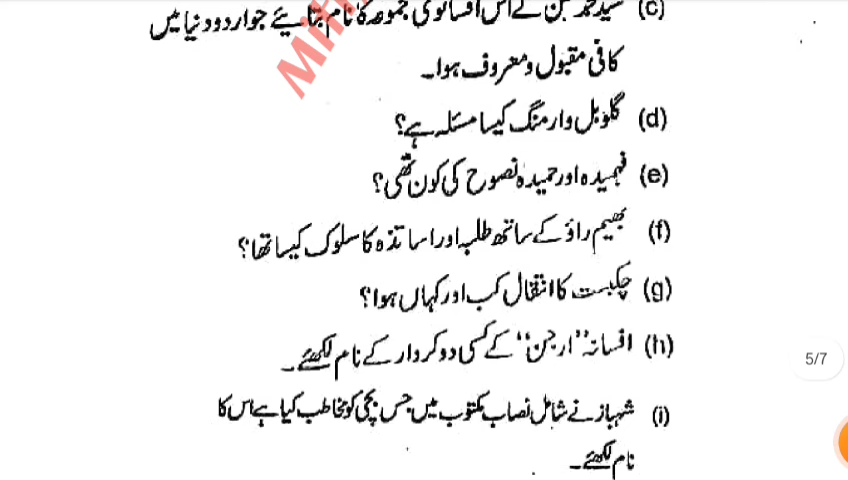 (c) سید محمد محسن کے اس افسانوی مجموعہ کا نام بتائیے جو اردو دنیا میں
کافی مقبول و معروف ہوا۔
(d) گلوبل وارمنگ کیسا مسئلہ ہے؟
(e) فہمیدہ اور حمیدہ نصوح کی کون تھی؟
(f) بھیم راؤ کے ساتھ طلبہ اور اساتذہ کا سلوک کیسا تھا؟
(g) چکبست کا انتقال کب اور کہاں ہوا؟
(h) افسانہ ”ارجن“ کے کسی دو کردار کے نام لکھئے۔
(i) شہباز نے شامل نصاب مکتوب میں جس بچی کو مخاطب کیا ہے اس کا
نام لکھئے۔
5/7